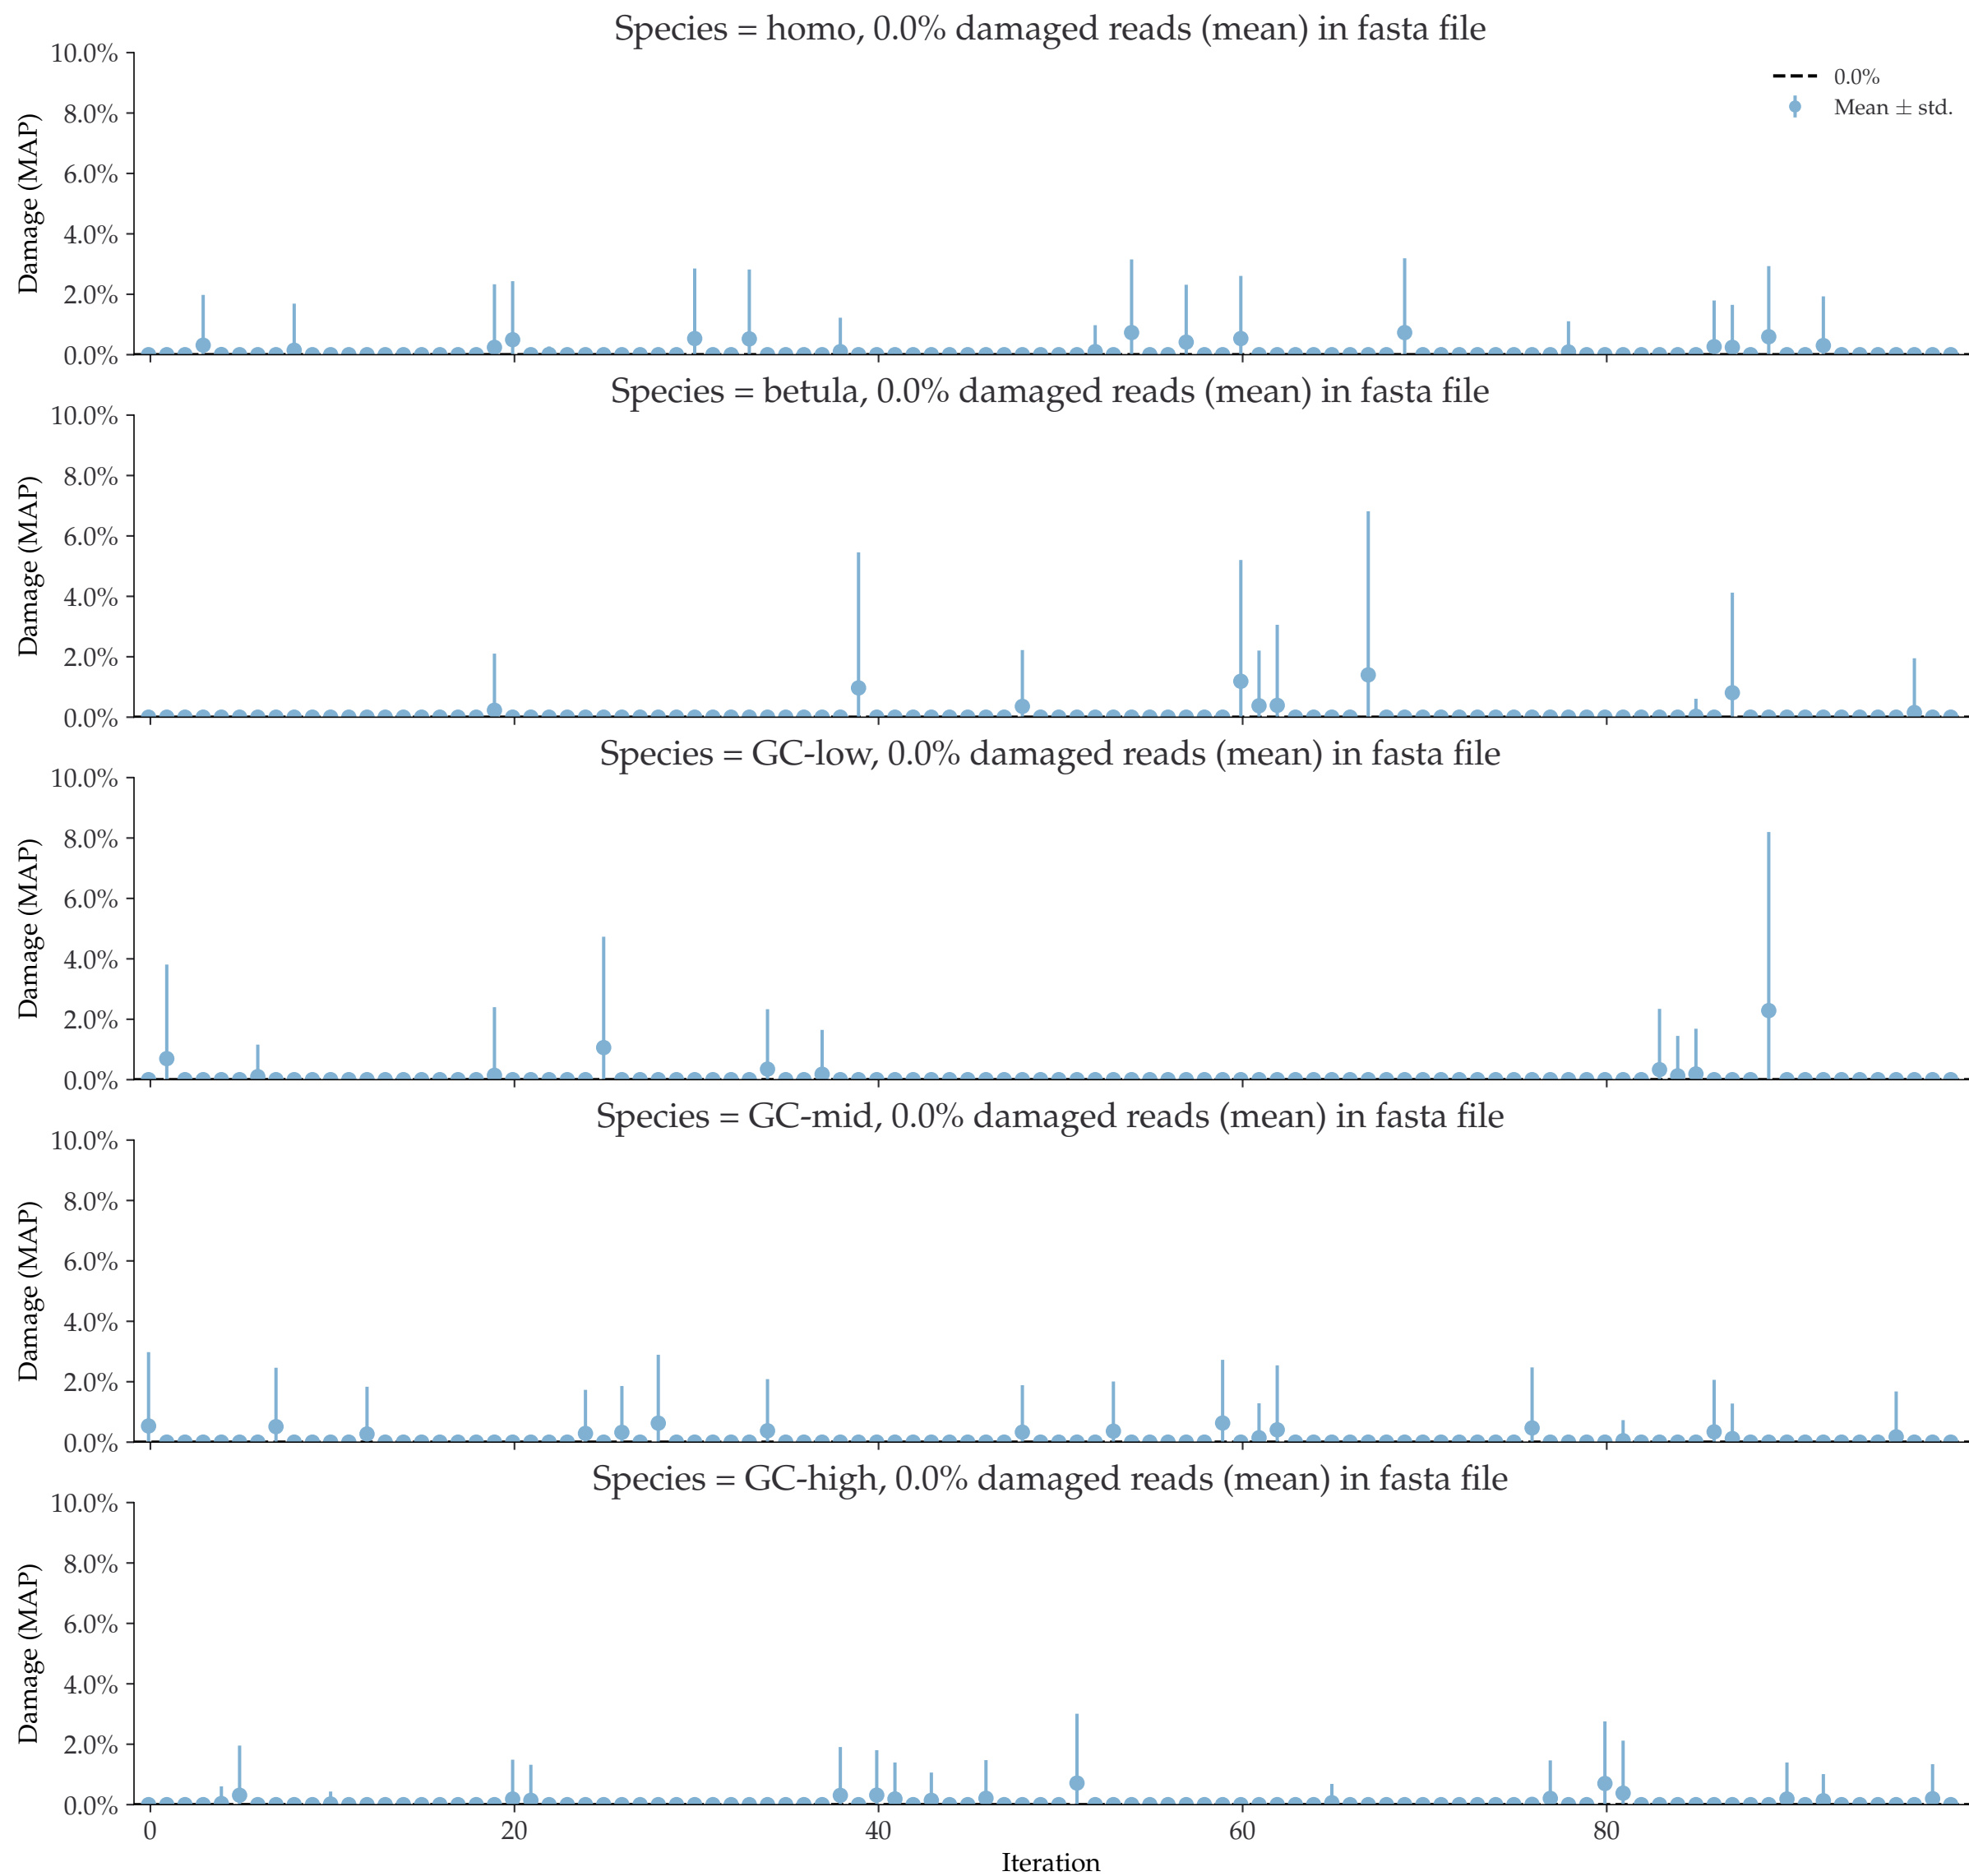 Species = homo, 0.0% damaged reads (mean) in fasta file
10.0%
8.0%
6.0%
4.0%
2.0%
0.0%
Damage (MAP)
0.0%
Mean ± std.
Species = betula, 0.0% damaged reads (mean) in fasta file
10.0%
8.0%
6.0%
4.0%
2.0%
0.0%
Damage (MAP)
Species = GC-low, 0.0% damaged reads (mean) in fasta file
10.0%
8.0%
6.0%
4.0%
2.0%
0.0%
Damage (MAP)
Species = GC-mid, 0.0% damaged reads (mean) in fasta file
10.0%
8.0%
6.0%
4.0%
2.0%
0.0%
Damage (MAP)
Species = GC-high, 0.0% damaged reads (mean) in fasta file
10.0%
8.0%
6.0%
4.0%
2.0%
0.0%
Damage (MAP)
0 20 40 60 80
Iteration